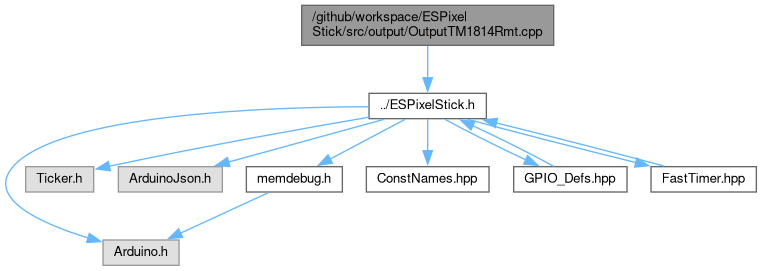 /github/workspace/ESPixel
Stick/src/output/OutputTM1814Rmt.cpp
../ESPixelStick.h
Ticker.h
ArduinoJson.h
memdebug.h
ConstNames.hpp
GPIO_Defs.hpp
FastTimer.hpp
Arduino.h